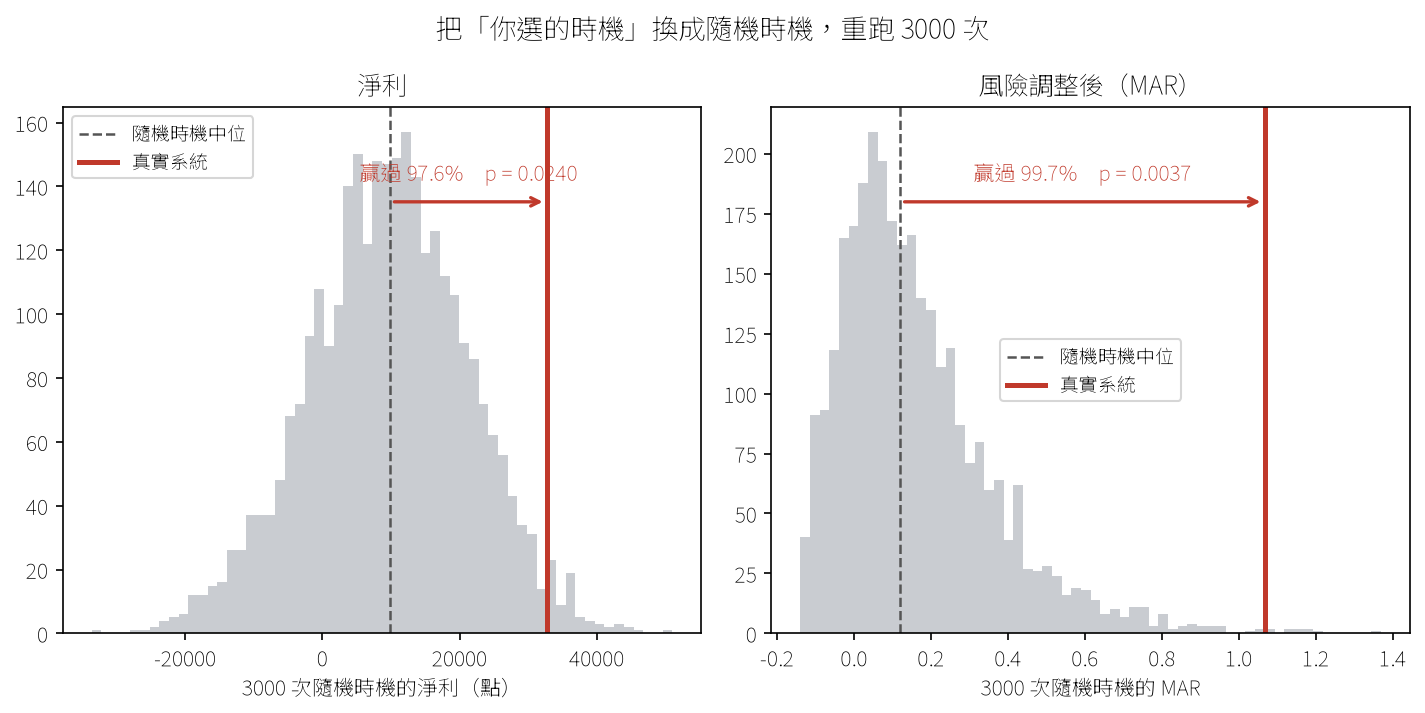 把「你選的時機」換成隨機時機，重跑 3000 次
淨利
160
140
120
100
80
60
40
20
0
隨機時機中位
真實系統
贏過 97.6%　p = 0.0240
-20000
0
20000
40000
3000 次隨機時機的淨利（點）
風險調整後（MAR）
200
175
150
125
100
75
50
25
0
贏過 99.7%　p = 0.0037
隨機時機中位
真實系統
-0.2
0.0
0.2
0.4
0.6
0.8
1.0
1.2
1.4
3000 次隨機時機的 MAR